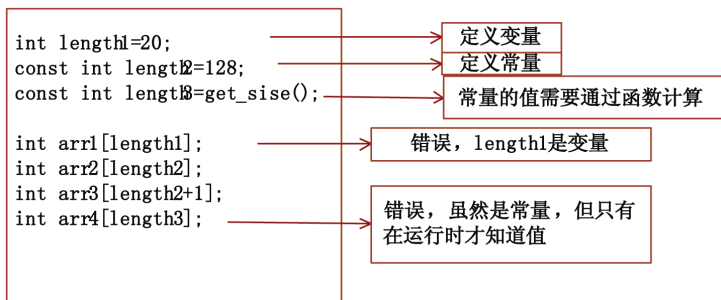 int length1=20;
const int length2=128;
const int length3=get_sise();
int arr1[length1];
int arr2[length2];
int arr3[length2+1];
int arr4[length3];
定义变量
定义常量
常量的值需要通过函数计算
错误，length1是变量
错误，虽然是常量，但只有
在运行时才知道值